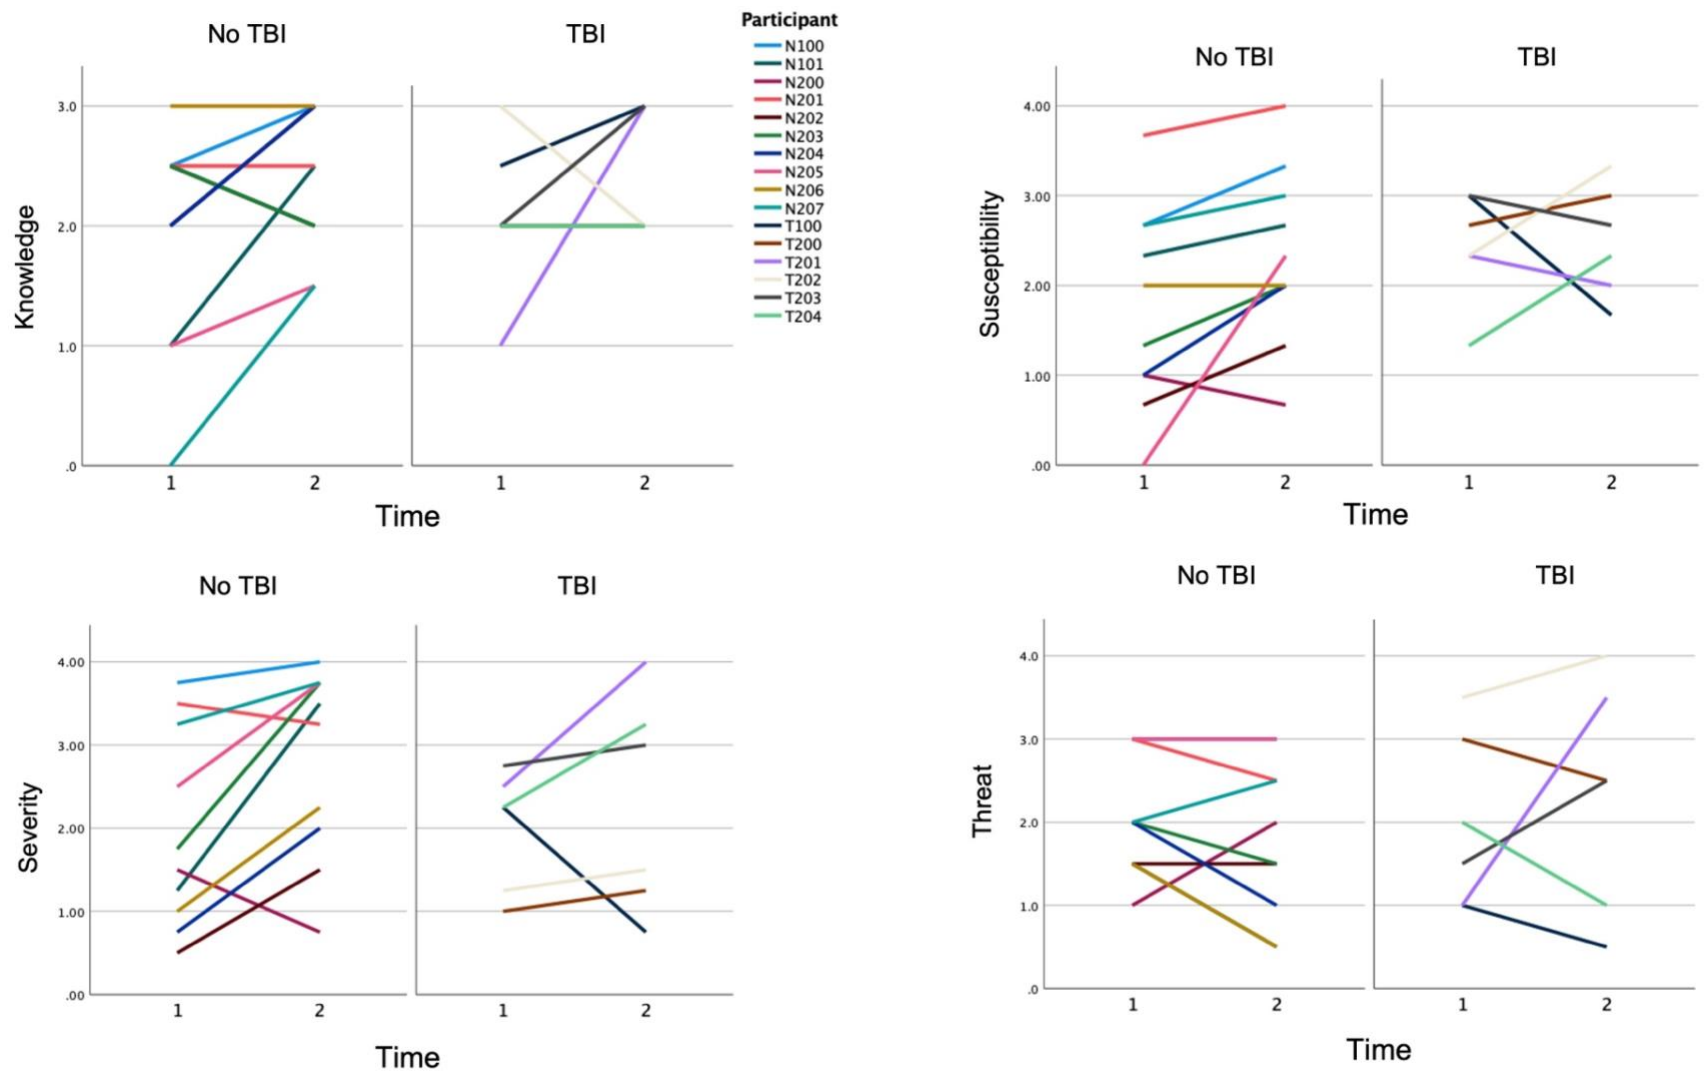 No TBI
TBI
Knowledge
3.0
2.0
1.0
.0
1
2
1
2
Time
Participant
N100
N101
N200
N201
N202
N203
N204
N205
N206
N207
T100
T200
T201
T202
T203
T204
No TBI
TBI
Susceptibility
4.00
3.00
2.00
1.00
.00
1
2
1
2
Time
No TBI
TBI
Severity
4.00
3.00
2.00
1.00
.00
1
2
1
2
Time
No TBI
TBI
Threat
4.0
3.0
2.0
1.0
.0
1
2
1
2
Time